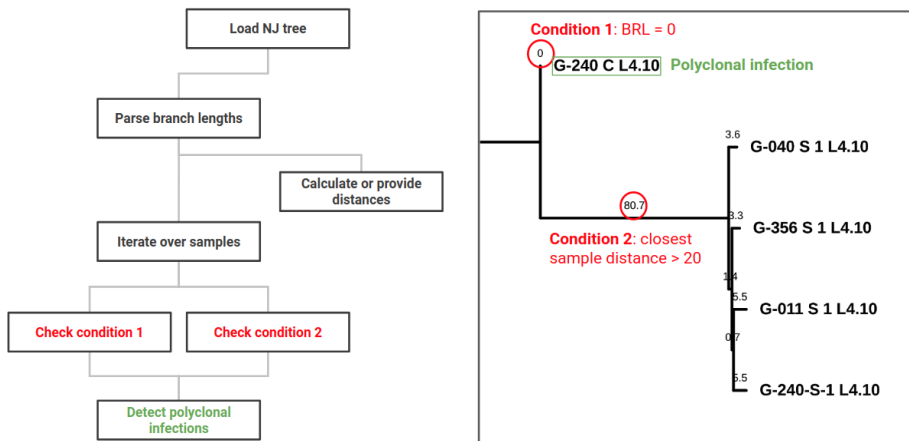 Load NJ tree
Parse branch lengths
Calculate or provide
distances
Iterate over samples
Check condition 1
Check condition 2
Detect polyclonal
infections
Condition 1: BRL = 0
0
G-240 C L4.10
Polyclonal infection
3.6
G-040 S 1 L4.10
80.7
Condition 2: closest
sample distance > 20
3.3
G-356 S 1 L4.10
1.4
5.5
G-011 S 1 L4.10
0.7
5.5
G-240-S-1 L4.10